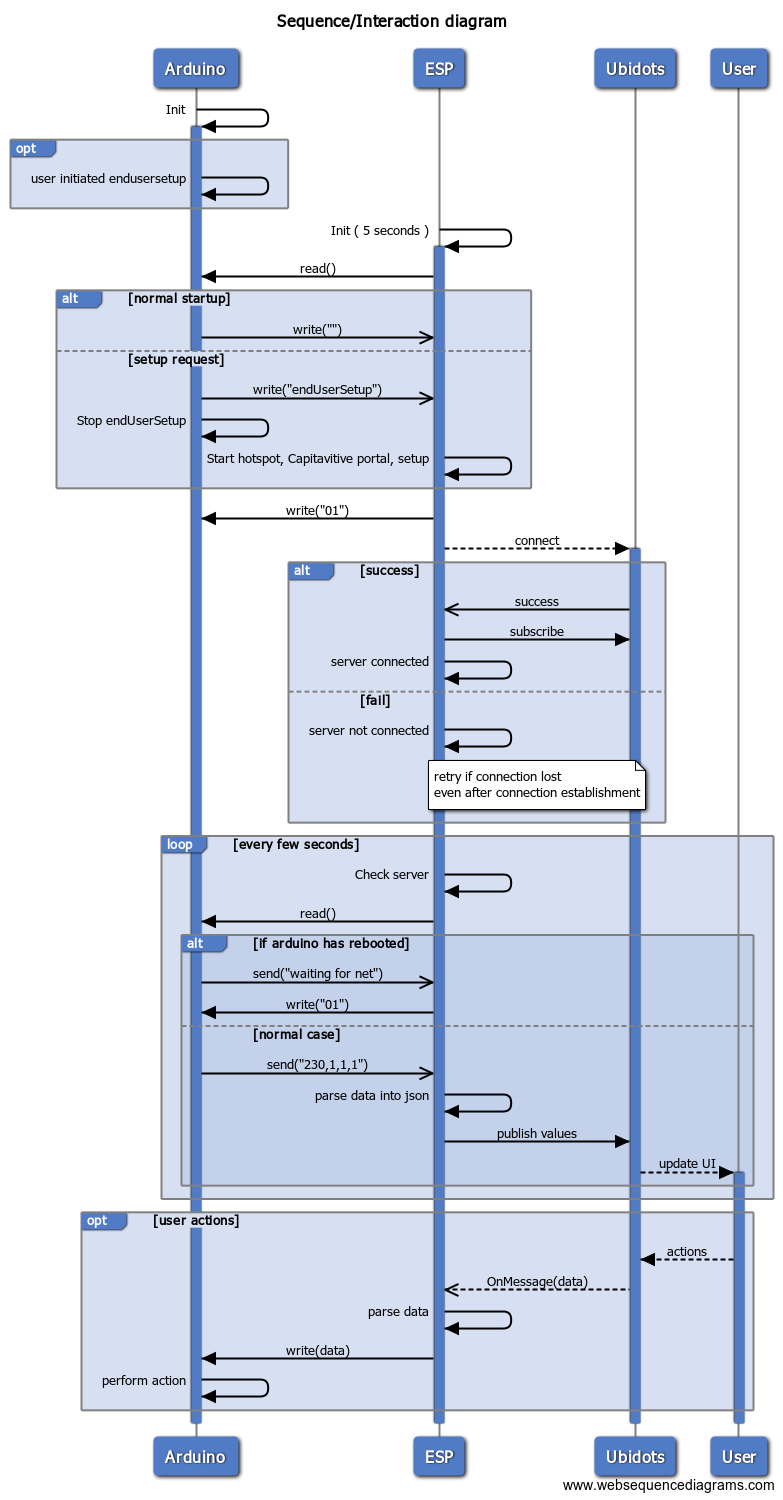 Sequence/Interaction diagram
Arduino
ESP
Ubidots
User
Init
opt
user initiated endusersetup
Init ( 5 seconds )
read()
alt
[normal startup]
write("")
[setup request]
write("endUserSetup")
Stop endUserSetup
Start hotspot, Capitavitive portal, setup
write("01")
connect
alt
[success]
success
subscribe
server connected
[fail]
server not connected
retry if connection lost
even after connection establishment
loop
[every few seconds]
Check server
read()
alt
[if arduino has rebooted]
send("waiting for net")
write("01")
[normal case]
send("230,1,1,1")
parse data into json
publish values
update UI
opt
[user actions]
actions
OnMessage(data)
parse data
write(data)
perform action
Arduino
ESP
Ubidots
User
www.websequencediagrams.com